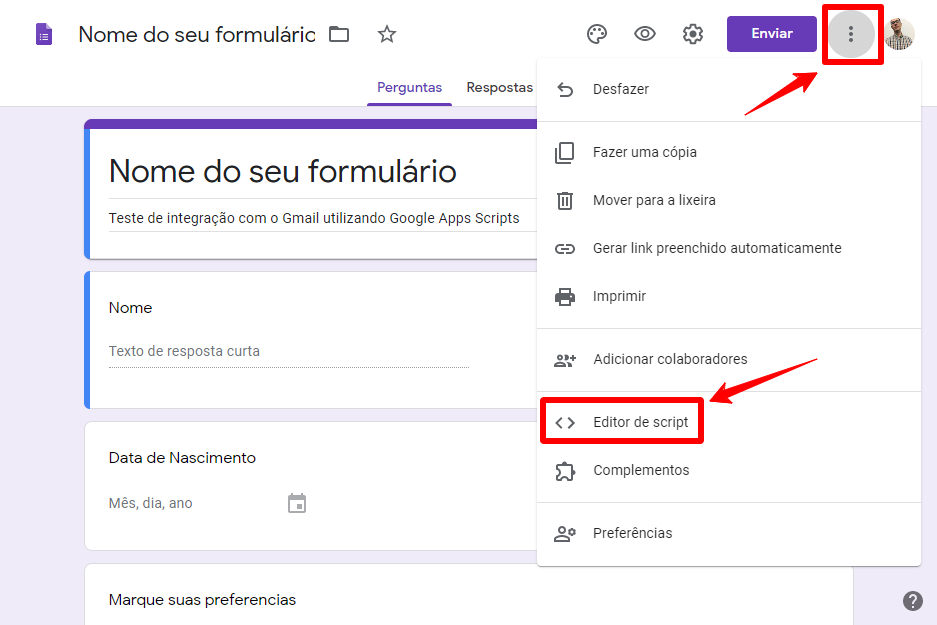 Nome do seu formulário
Enviar
Perguntas
Respostas
Desfazer
Fazer uma cópia
Mover para a lixeira
Gerar link preenchido automaticamente
Imprimir
Adicionar colaboradores
Editor de script
Complementos
Preferências
Nome do seu formulário
Teste de integração com o Gmail utilizando Google Apps Scripts
Nome
Texto de resposta curta
Data de Nascimento
Mês, dia, ano
Marque suas preferencias